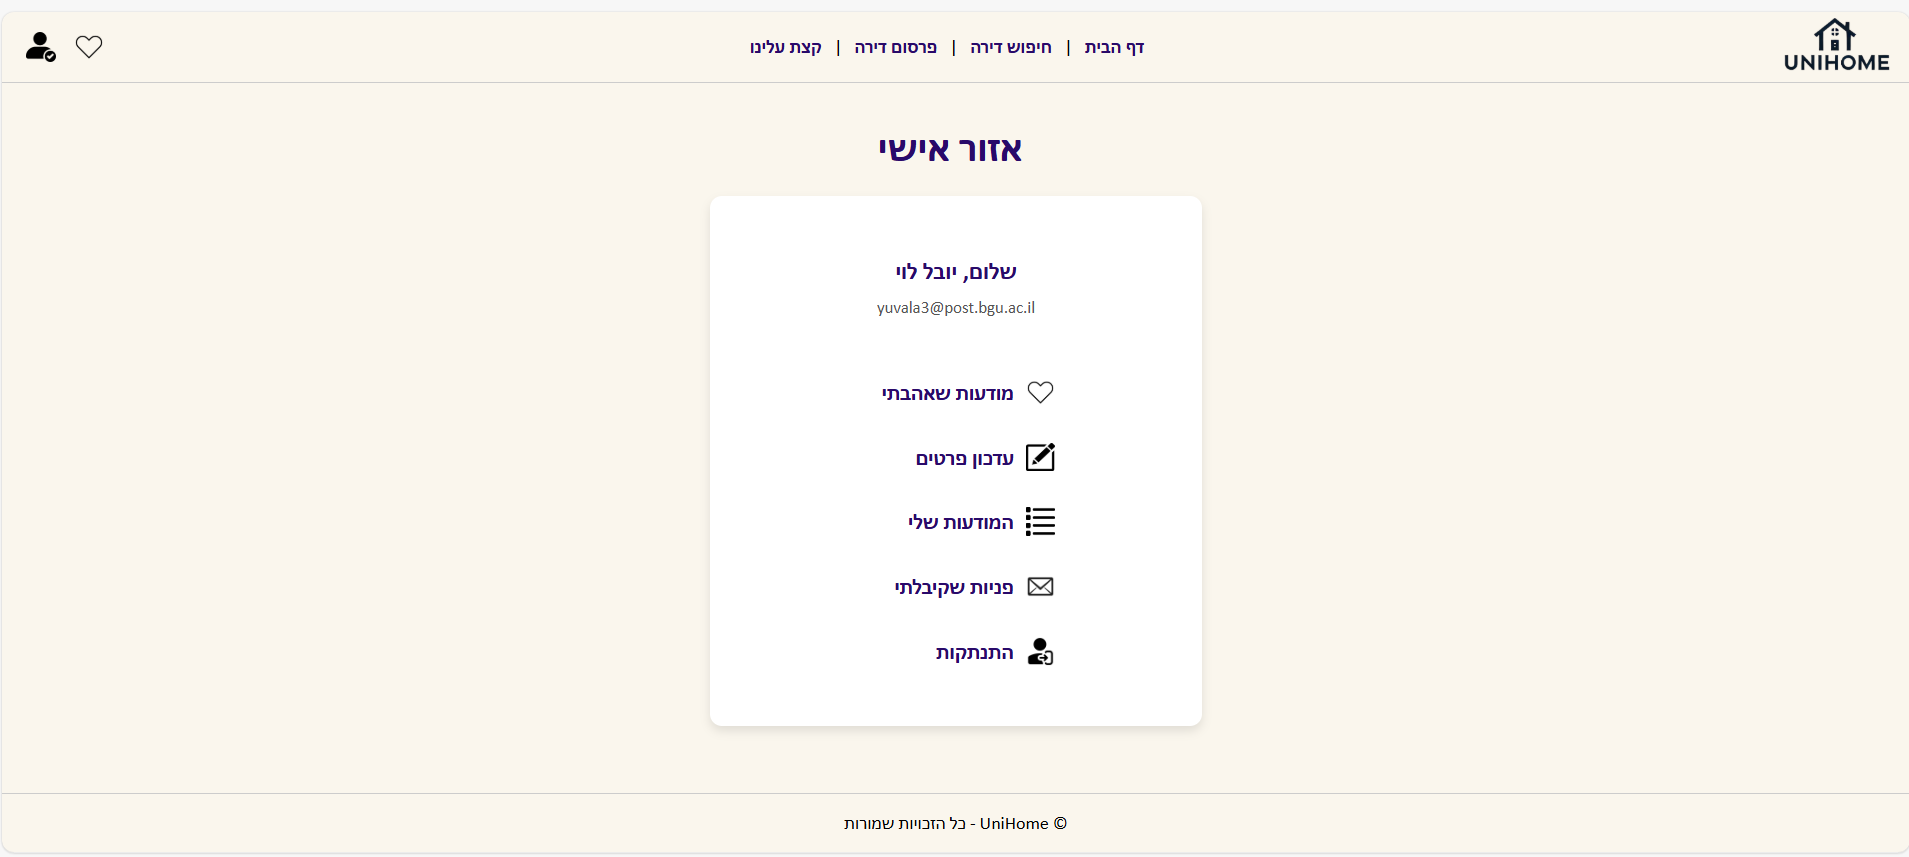 UNIHOME
דף הבית | חיפוש דירה | פרסום דירה | קצת עלינו
אזור אישי
שלום, יובל לוי
yuvala3@post.bgu.ac.il
מודעות שאהבתי
עדכון פרטים
המודעות שלי
פניות שקיבלתי
התנתקות
© UniHome - כל הזכויות שמורות